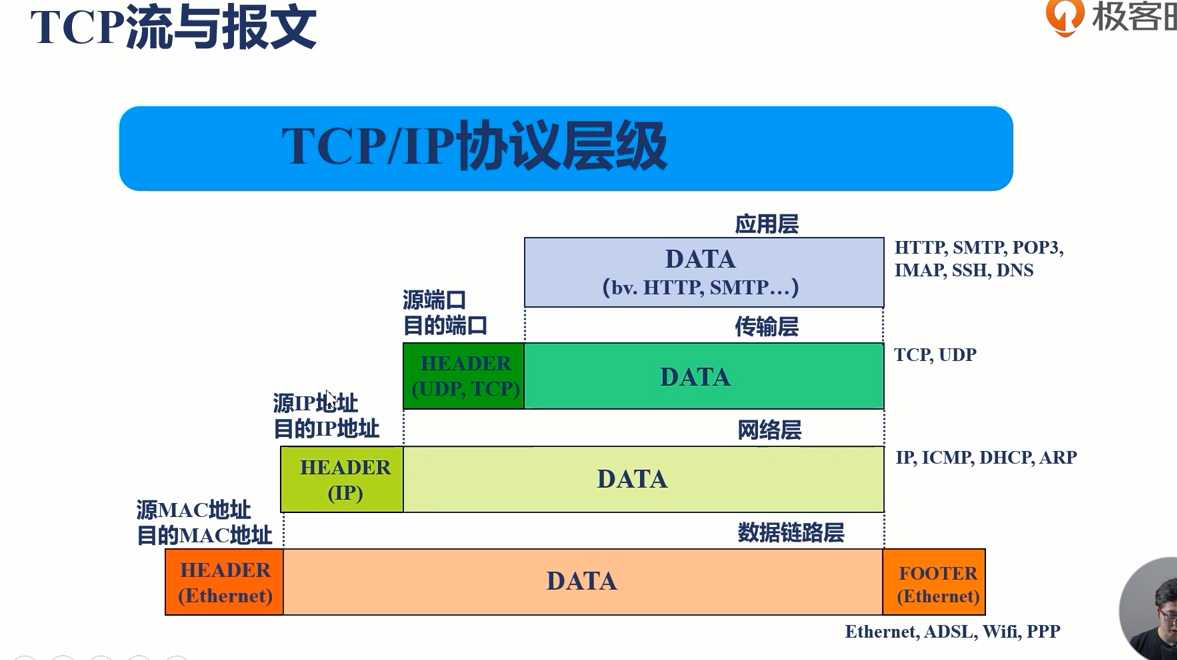 TCP流与报文
极客时
TCP/IP协议层级
应用层
DATA
(bv. HTTP, SMTP…)
HTTP, SMTP, POP3,
IMAP, SSH, DNS
源端口
目的端口
传输层
HEADER
(UDP, TCP)
DATA
TCP, UDP
源IP地址
目的IP地址
网络层
HEADER
(IP)
DATA
IP, ICMP, DHCP, ARP
源MAC地址
目的MAC地址
数据链路层
HEADER
(Ethernet)
DATA
FOOTER
(Ethernet)
Ethernet, ADSL, Wifi, PPP